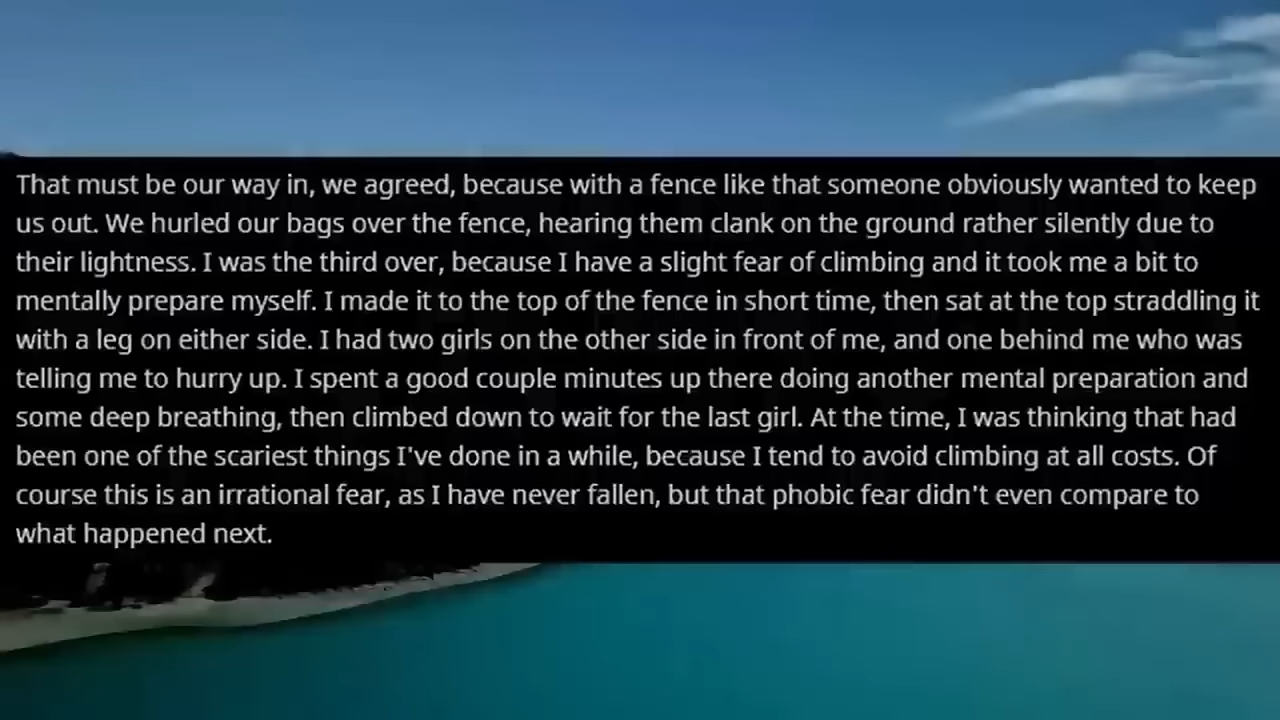 That must be our way in, we agreed, because with a fence like that someone obviously wanted to keep
us out. We hurled our bags over the fence, hearing them clank on the ground rather silently due to
their lightness. I was the third over, because I have a slight fear of climbing and it took me a bit to
mentally prepare myself. I made it to the top of the fence in short time, then sat at the top straddling it
with a leg on either side. I had two girls on the other side in front of me, and one behind me who was
telling me to hurry up. I spent a good couple minutes up there doing another mental preparation and
some deep breathing, then climbed down to wait for the last girl. At the time, I was thinking that had
been one of the scariest things I've done in a while, because I tend to avoid climbing at all costs. Of
course this is an irrational fear, as I have never fallen, but that phobic fear didn't even compare to
what happened next.